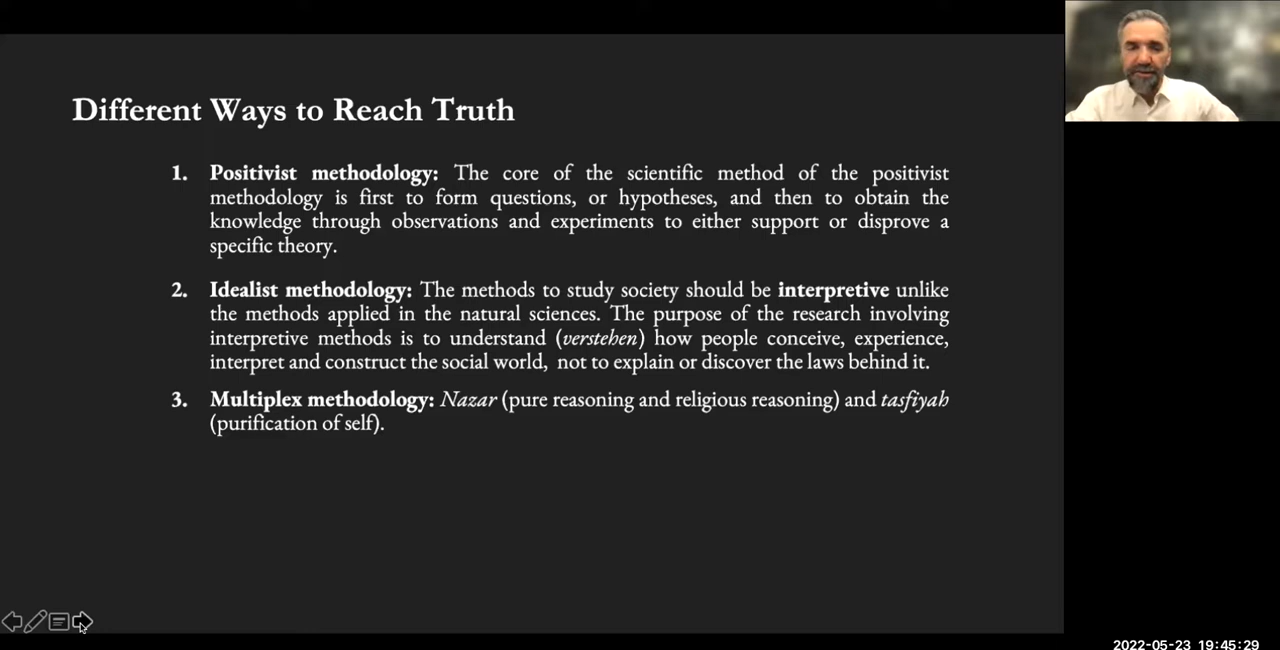 Different Ways to Reach Truth
1. Positivist methodology: The core of the scientific method of the positivist
methodology is first to form questions, or hypotheses, and then to obtain the
knowledge through observations and experiments to either support or disprove a
specific theory.
2. Idealist methodology: The methods to study society should be interpretive unlike
the methods applied in the natural sciences. The purpose of the research involving
interpretive methods is to understand (verstehen) how people conceive, experience,
interpret and construct the social world, not to explain or discover the laws behind it.
3. Multiplex methodology: Nazar (pure reasoning and religious reasoning) and tasfiyah
(purification of self).
2022-05-23 19:45:29